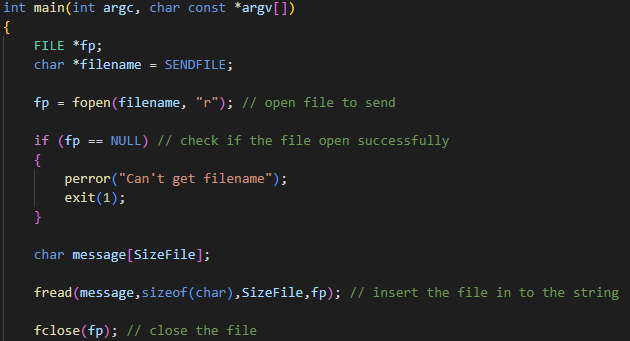 int main(int argc, char const *argv[])
{
    FILE *fp;
    char *filename = SENDFILE;
    fp = fopen(filename, "r"); // open file to send
    if (fp == NULL) // check if the file open successfully
    {
        perror("Can't get filename");
        exit(1);
    }
    char message[SizeFile];
    fread(message,sizeof(char),SizeFile,fp); // insert the file in to the string
    fclose(fp); // close the file